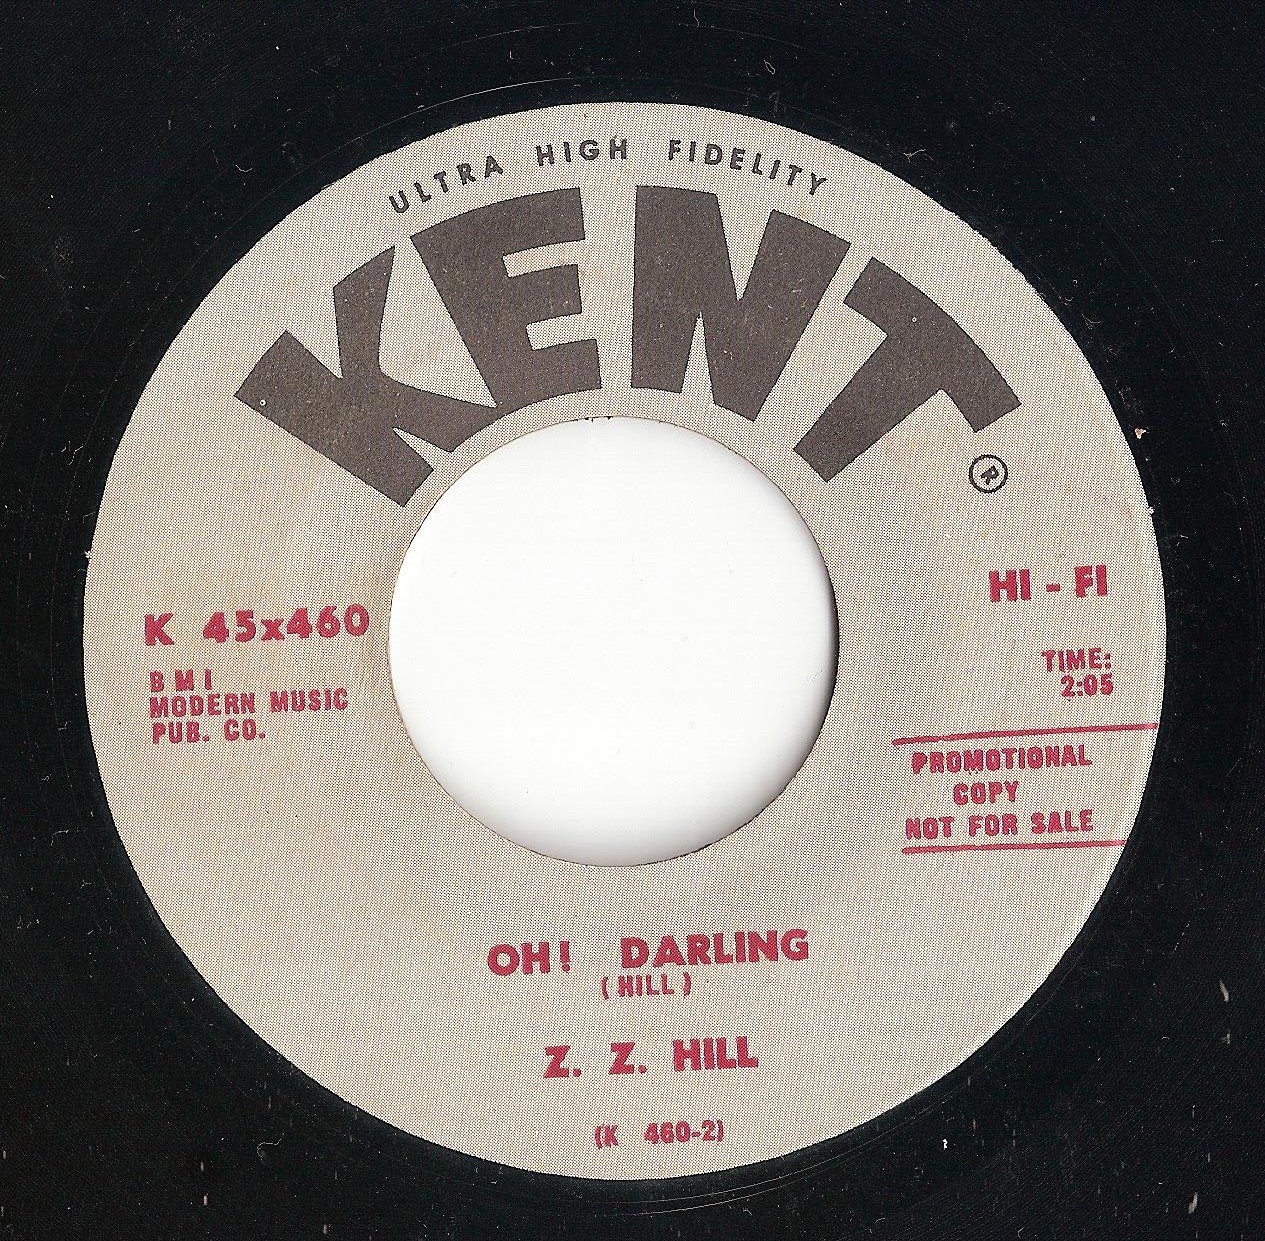 ULTRA HIGH FIDELITY
KENT
®
K 45x460
BMI
MODERN MUSIC
PUB. CO.
HI - FI
TIME:
2:05
PROMOTIONAL
COPY
NOT FOR SALE
OH! DARLING
(HILL)
Z. Z. HILL
(K 460-2)